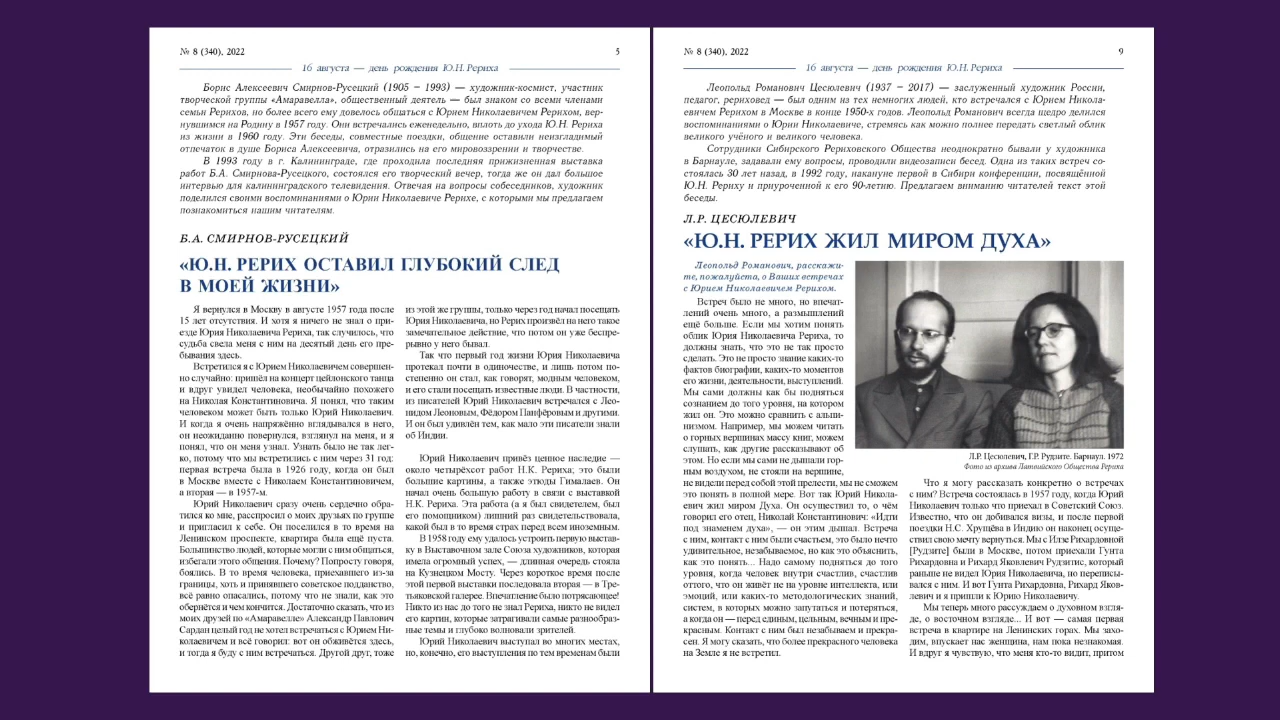 № 8 (340), 2022
5
16 августа — день рождения Ю.Н. Рериха
Борис Алексеевич Смирнов-Русецкий (1905 – 1993) — художник-космист, участник
творческой группы «Амаравелла», общественный деятель — был знаком со всеми членами
семьи Рерихов, но более всего ему довелось общаться с Юрием Николаевичем Рерихом, вер-
нувшимся на Родину в 1957 году. Они встречались еженедельно, вплоть до ухода Ю.Н. Рериха
из жизни в 1960 году. Эти беседы, совместные поездки, общение оставили неизгладимый
отпечаток в душе Бориса Алексеевича, отразились на его мировоззрении и творчестве.
В 1993 году в г. Калининграде, где проходила последняя прижизненная выставка
работ Б.А. Смирнова-Русецкого, состоялся его творческий вечер, тогда же он дал большое
интервью для калининградского телевидения. Отвечая на вопросы собеседников, художник
поделился своими воспоминаниями о Юрии Николаевиче Рерихе, с которыми мы предлагаем
познакомиться нашим читателям.
Б.А. СМИРНОВ-РУСЕЦКИЙ
«Ю.Н. РЕРИХ ОСТАВИЛ ГЛУБОКИЙ СЛЕД
В МОЕЙ ЖИЗНИ»
Я вернулся в Москву в августе 1957 года после
15 лет отсутствия. И хотя я ничего не знал о при-
езде Юрия Николаевича Рериха, так случилось, что
судьба свела меня с ним на десятый день его пре-
бывания здесь.
Встретился я с Юрием Николаевичем совершен-
но случайно: пришёл на концерт цейлонского танца
и вдруг увидел человека, необычайно похожего
на Николая Константиновича. Я понял, что таким
человеком может быть только Юрий Николаевич.
И когда я очень напряжённо вглядывался в него,
он неожиданно повернулся, взглянул на меня, и я
понял, что он меня узнал. Узнать было не так лег-
ко, потому что мы встретились с ним через 31 год:
первая встреча была в 1926 году, когда он был
в Москве вместе с Николаем Константиновичем,
а вторая — в 1957-м.
Юрий Николаевич сразу очень сердечно обра-
тился ко мне, расспросил о моих друзьях по группе
и пригласил к себе. Он поселился в то время на
Ленинском проспекте, квартира была ещё пуста.
Большинство людей, которые могли с ним общаться,
избегали этого общения. Почему? Попросту говоря,
боялись. В то время человека, приехавшего из-за
границы, хоть и принявшего советское подданство,
всё равно опасались, потому что не знали, как это
обернётся и чем кончится. Достаточно сказать, что из
моих друзей по «Амаравелле» Александр Павлович
Сардан целый год не хотел встречаться с Юрием Ни-
колаевичем и всё говорил: вот он обживётся здесь,
и тогда я буду с ним встречаться. Другой друг, тоже
из этой же группы, только через год начал посещать
Юрия Николаевича, но Рерих произвёл на него такое
замечательное действие, что потом он уже беспре-
рывно у него бывал.
Так что первый год жизни Юрия Николаевича
протекал почти в одиночестве, и лишь потом по-
степенно он стал, как говорят, модным человеком,
и его стали посещать известные люди. В частности,
из писателей Юрий Николаевич встречался с Лео-
нидом Леоновым, Фёдором Панфёровым и другими.
И он был удивлён тем, как мало эти писатели знали
об Индии.
Юрий Николаевич привёз ценное наследие —
около четырёхсот работ Н.К. Рериха; это были
большие картины, а также этюды Гималаев. Он
начал очень большую работу в связи с выставкой
Н.К. Рериха. Эта работа (а я был свидетелем, был
его помощником) лишний раз свидетельствовала,
какой был в то время страх перед всем иноземным.
В 1958 году ему удалось устроить первую выстав-
ку в Выставочном зале Союза художников, которая
имела огромный успех, — длинная очередь стояла
на Кузнецком Мосту. Через короткое время после
этой первой выставки последовала вторая — в Тре-
тьяковской галерее. Впечатление было потрясающее!
Никто из нас до того не знал Рериха, никто не видел
его картин, которые затрагивали самые разнообраз-
ные темы и глубоко волновали зрителей.
Юрий Николаевич выступал во многих местах,
но, конечно, его выступления по тем временам были
№ 8 (340), 2022
9
16 августа — день рождения Ю.Н. Рериха
Леопольд Романович Цесюлевич (1937 – 2017) — заслуженный художник России,
педагог, рериховед — был одним из тех немногих людей, кто встречался с Юрием Никола-
евичем Рерихом в Москве в конце 1950-х годов. Леопольд Романович всегда щедро делился
воспоминаниями о Юрии Николаевиче, стремясь как можно полнее передать светлый облик
великого учёного и великого человека.
Сотрудники Сибирского Рериховского Общества неоднократно бывали у художника
в Барнауле, задавали ему вопросы, проводили видеозаписи бесед. Одна из таких встреч со-
стоялась 30 лет назад, в 1992 году, накануне первой в Сибири конференции, посвящённой
Ю.Н. Рериху и приуроченной к его 90-летию. Предлагаем вниманию читателей текст этой
беседы.
Л.Р. ЦЕСЮЛЕВИЧ
«Ю.Н. РЕРИХ ЖИЛ МИРОМ ДУХА»
Леопольд Романович, расскажи-
те, пожалуйста, о Ваших встречах
с Юрием Николаевичем Рерихом.
Встреч было не много, но впечат-
лений очень много, а размышлений
ещё больше. Если мы хотим понять
облик Юрия Николаевича Рериха, то
должны знать, что это не так просто
сделать. Это не просто знание каких-то
фактов биографии, каких-то моментов
его жизни, деятельности, выступлений.
Мы сами должны как бы подняться
сознанием до того уровня, на котором
жил он. Это можно сравнить с альпи-
низмом. Например, мы можем читать
о горных вершинах массу книг, можем
слушать, как другие рассказывают об
этом. Но если мы сами не дышали гор-
ным воздухом, не стояли на вершине,
не видели перед собой этой прелести, мы не сможем
это понять в полной мере. Вот так Юрий Никола-
евич жил миром Духа. Он осуществил то, о чём
говорил его отец, Николай Константинович: «Идти
под знаменем духа», — он этим дышал. Встреча
с ним, контакт с ним были счастьем, это было нечто
удивительное, незабываемое, но как это объяснить,
как это понять... Надо самому подняться до того
уровня, когда человек внутри счастлив, счастлив
оттого, что он живёт не на уровне интеллекта, или
эмоций, или каких-то методологических знаний,
систем, в которых можно запутаться и потеряться,
а когда он — перед единым, цельным, вечным и пре-
красным. Контакт с ним был незабываем и прекра-
сен. Я могу сказать, что более прекрасного человека
на Земле я не встретил.
Л.Р. Цесюлевич, Г.Р. Рудзите. Барнаул. 1972
Фото из архива Латвийского Общества Рериха
Что я могу рассказать конкретно о встречах
с ним? Встреча состоялась в 1957 году, когда Юрий
Николаевич только что приехал в Советский Союз.
Известно, что он добивался визы, и после первой
поездки Н.С. Хрущёва в Индию он наконец осуще-
ствил свою мечту вернуться. Мы с Илзе Рихардовной
[Рудзите] были в Москве, потом приехали Гунта
Рихардовна и Рихард Яковлевич Рудзитис, который
раньше не видел Юрия Николаевича, но переписы-
вался с ним. И вот Гунта Рихардовна, Рихард Яков-
левич и я пришли к Юрию Николаевичу.
Мы теперь много рассуждаем о духовном взгля-
де, о восточном взгляде... И вот — самая первая
встреча в квартире на Ленинских горах. Мы захо-
дим, впускает нас женщина, нам пока незнакомая.
И вдруг я чувствую, что меня кто-то видит, притом